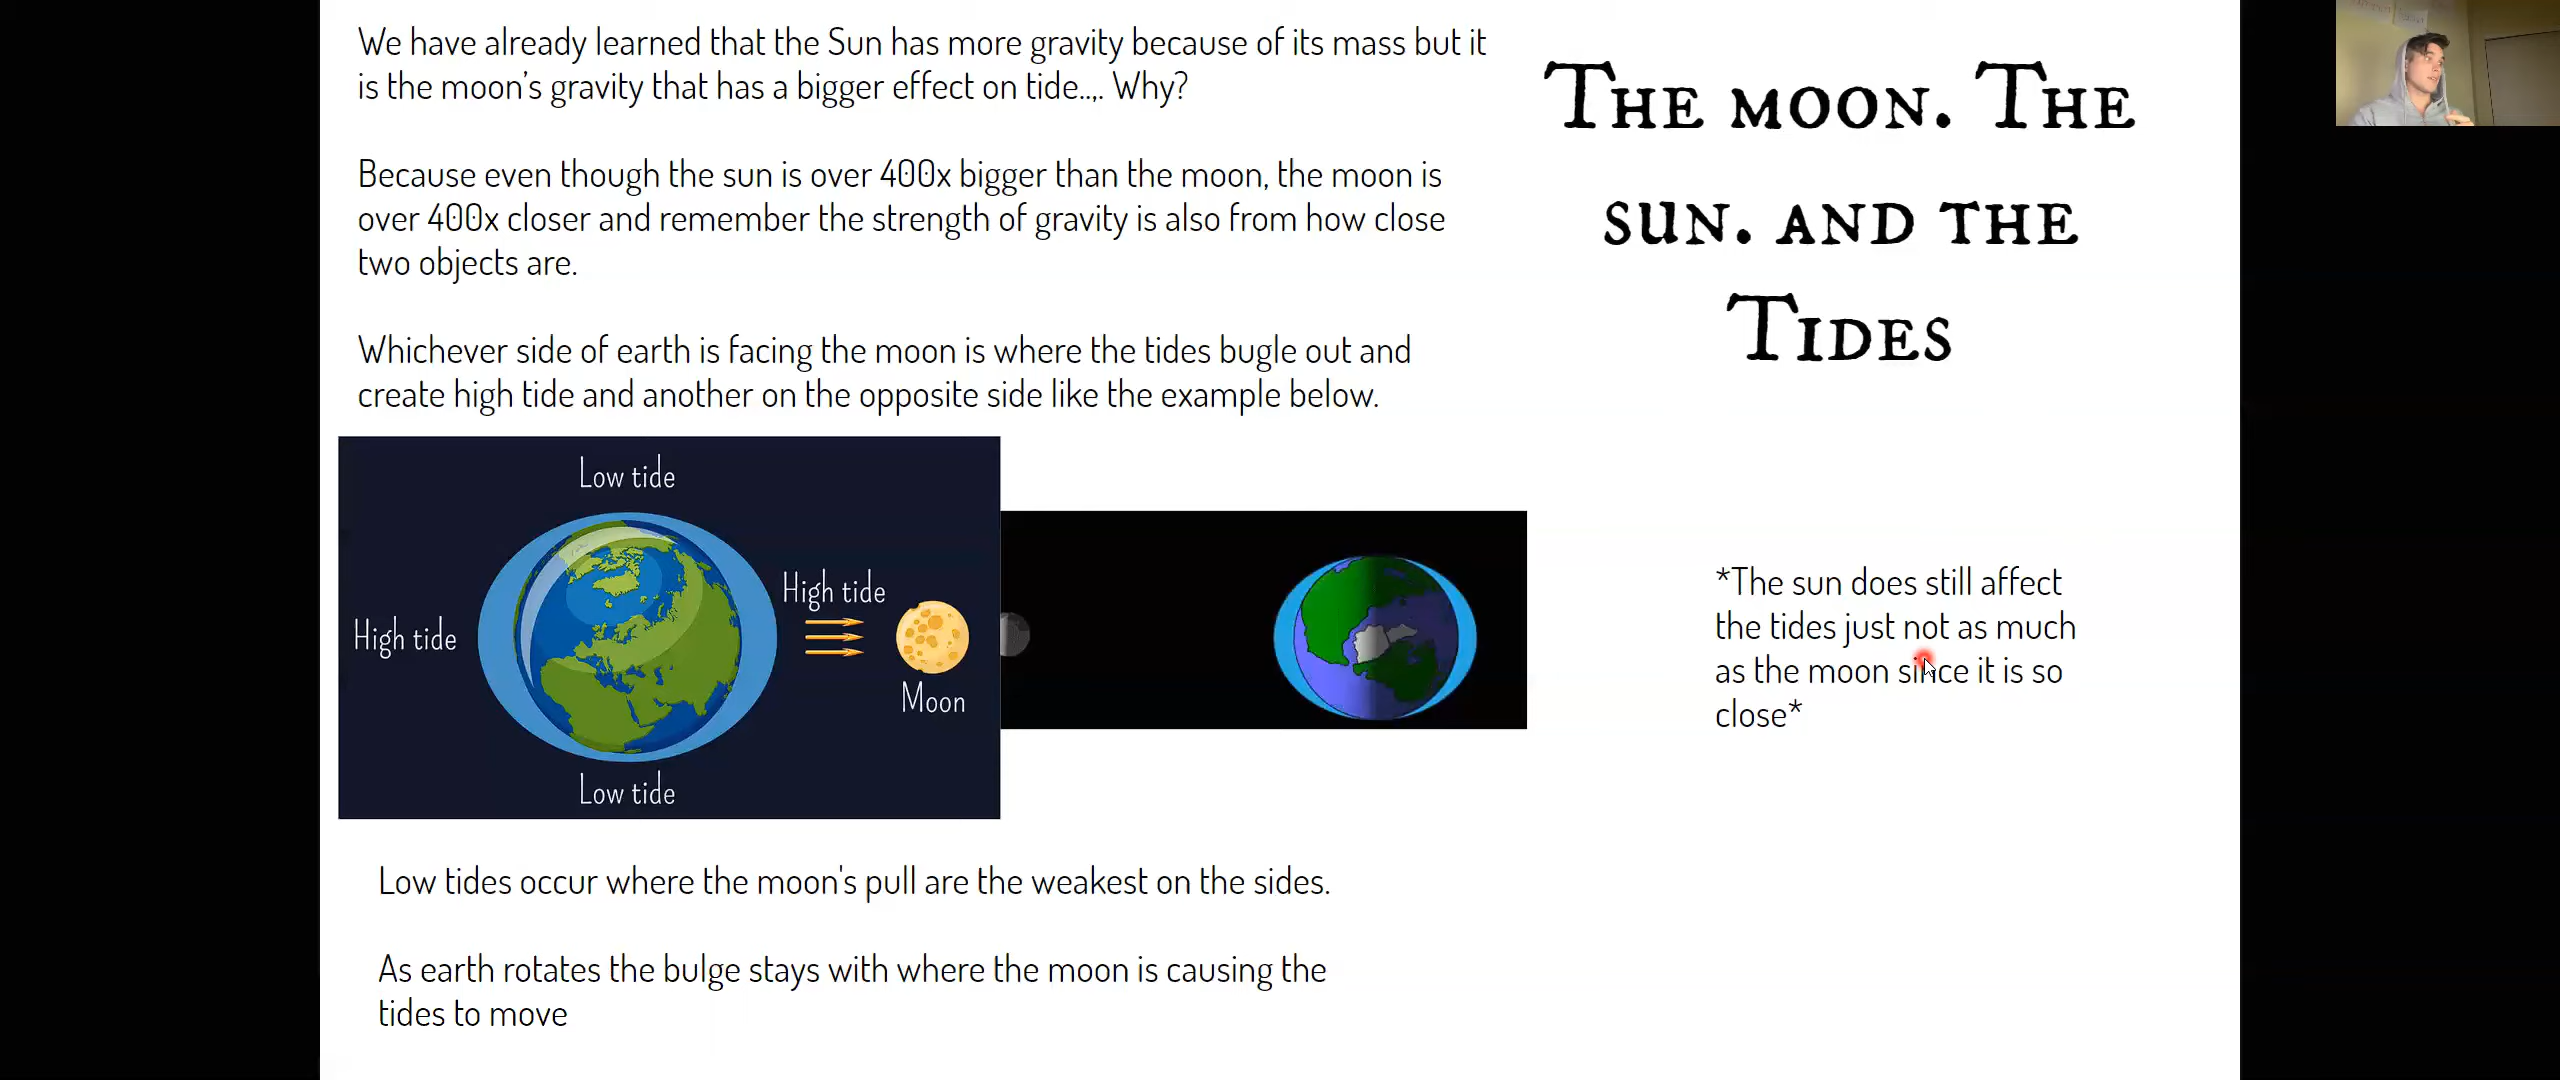 We have already learned that the Sun has more gravity because of its mass but it
is the moon's gravity that has a bigger effect on tide..,. Why?
Because even though the sun is over 400x bigger than the moon, the moon is
over 400x closer and remember the strength of gravity is also from how close
two objects are.
Whichever side of earth is facing the moon is where the tides bugle out and
create high tide and another on the opposite side like the example below.
The moon. The
sun. and the
Tides
Low tide
High tide
High tide
Moon
Low tide
*The sun does still affect
the tides just not as much
as the moon since it is so
close*
Low tides occur where the moon's pull are the weakest on the sides.
As earth rotates the bulge stays with where the moon is causing the
tides to move